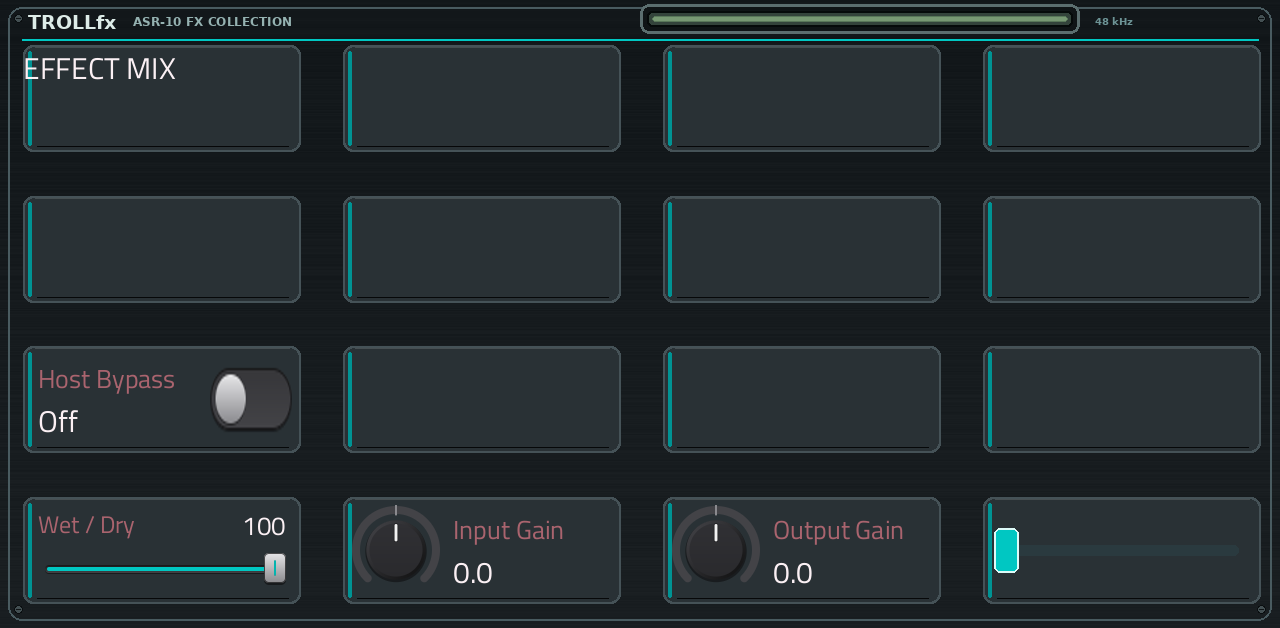 TROLLfx ASR-10 FX COLLECTION 48 kHz
EFFECT MIX
Host Bypass
Off
Wet / Dry 100
Input Gain
0.0
Output Gain
0.0